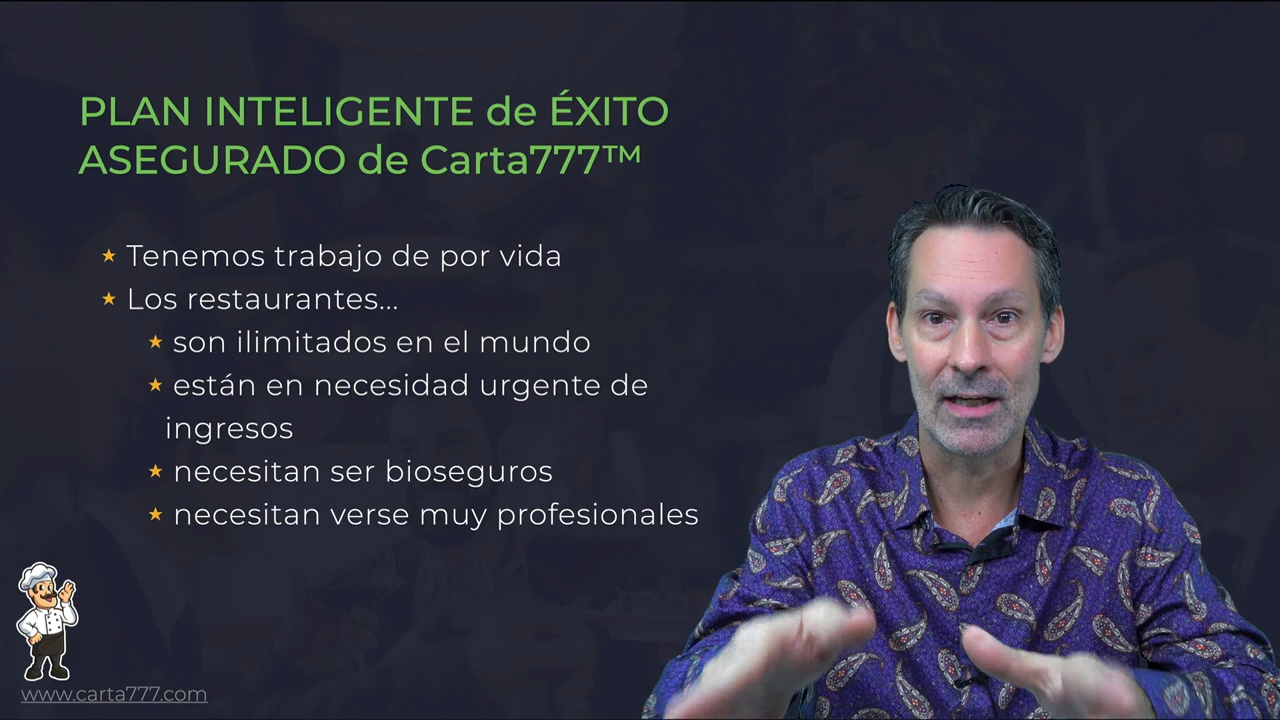 PLAN INTELIGENTE de ÉXITO
ASEGURADO de Carta777™
Tenemos trabajo de por vida
Los restaurantes...
son ilimitados en el mundo
están en necesidad urgente de
ingresos
necesitan ser bioseguros
necesitan verse muy profesionales
www.carta777.com